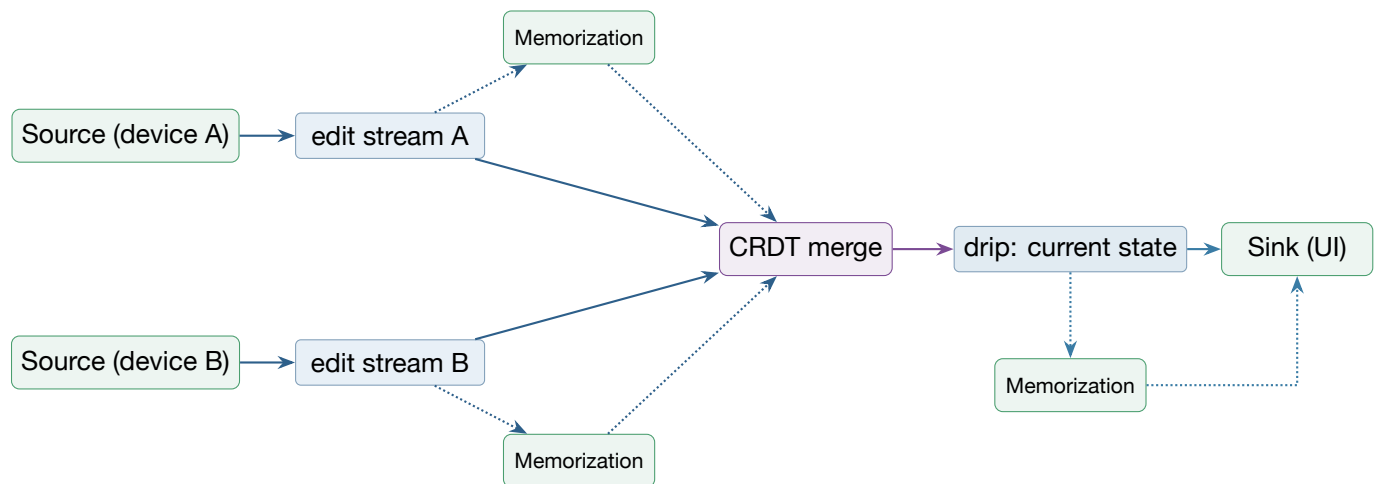 Memorization
Source (device A)
edit stream A
CRDT merge
drip: current state
Sink (UI)
Source (device B)
edit stream B
Memorization
Memorization